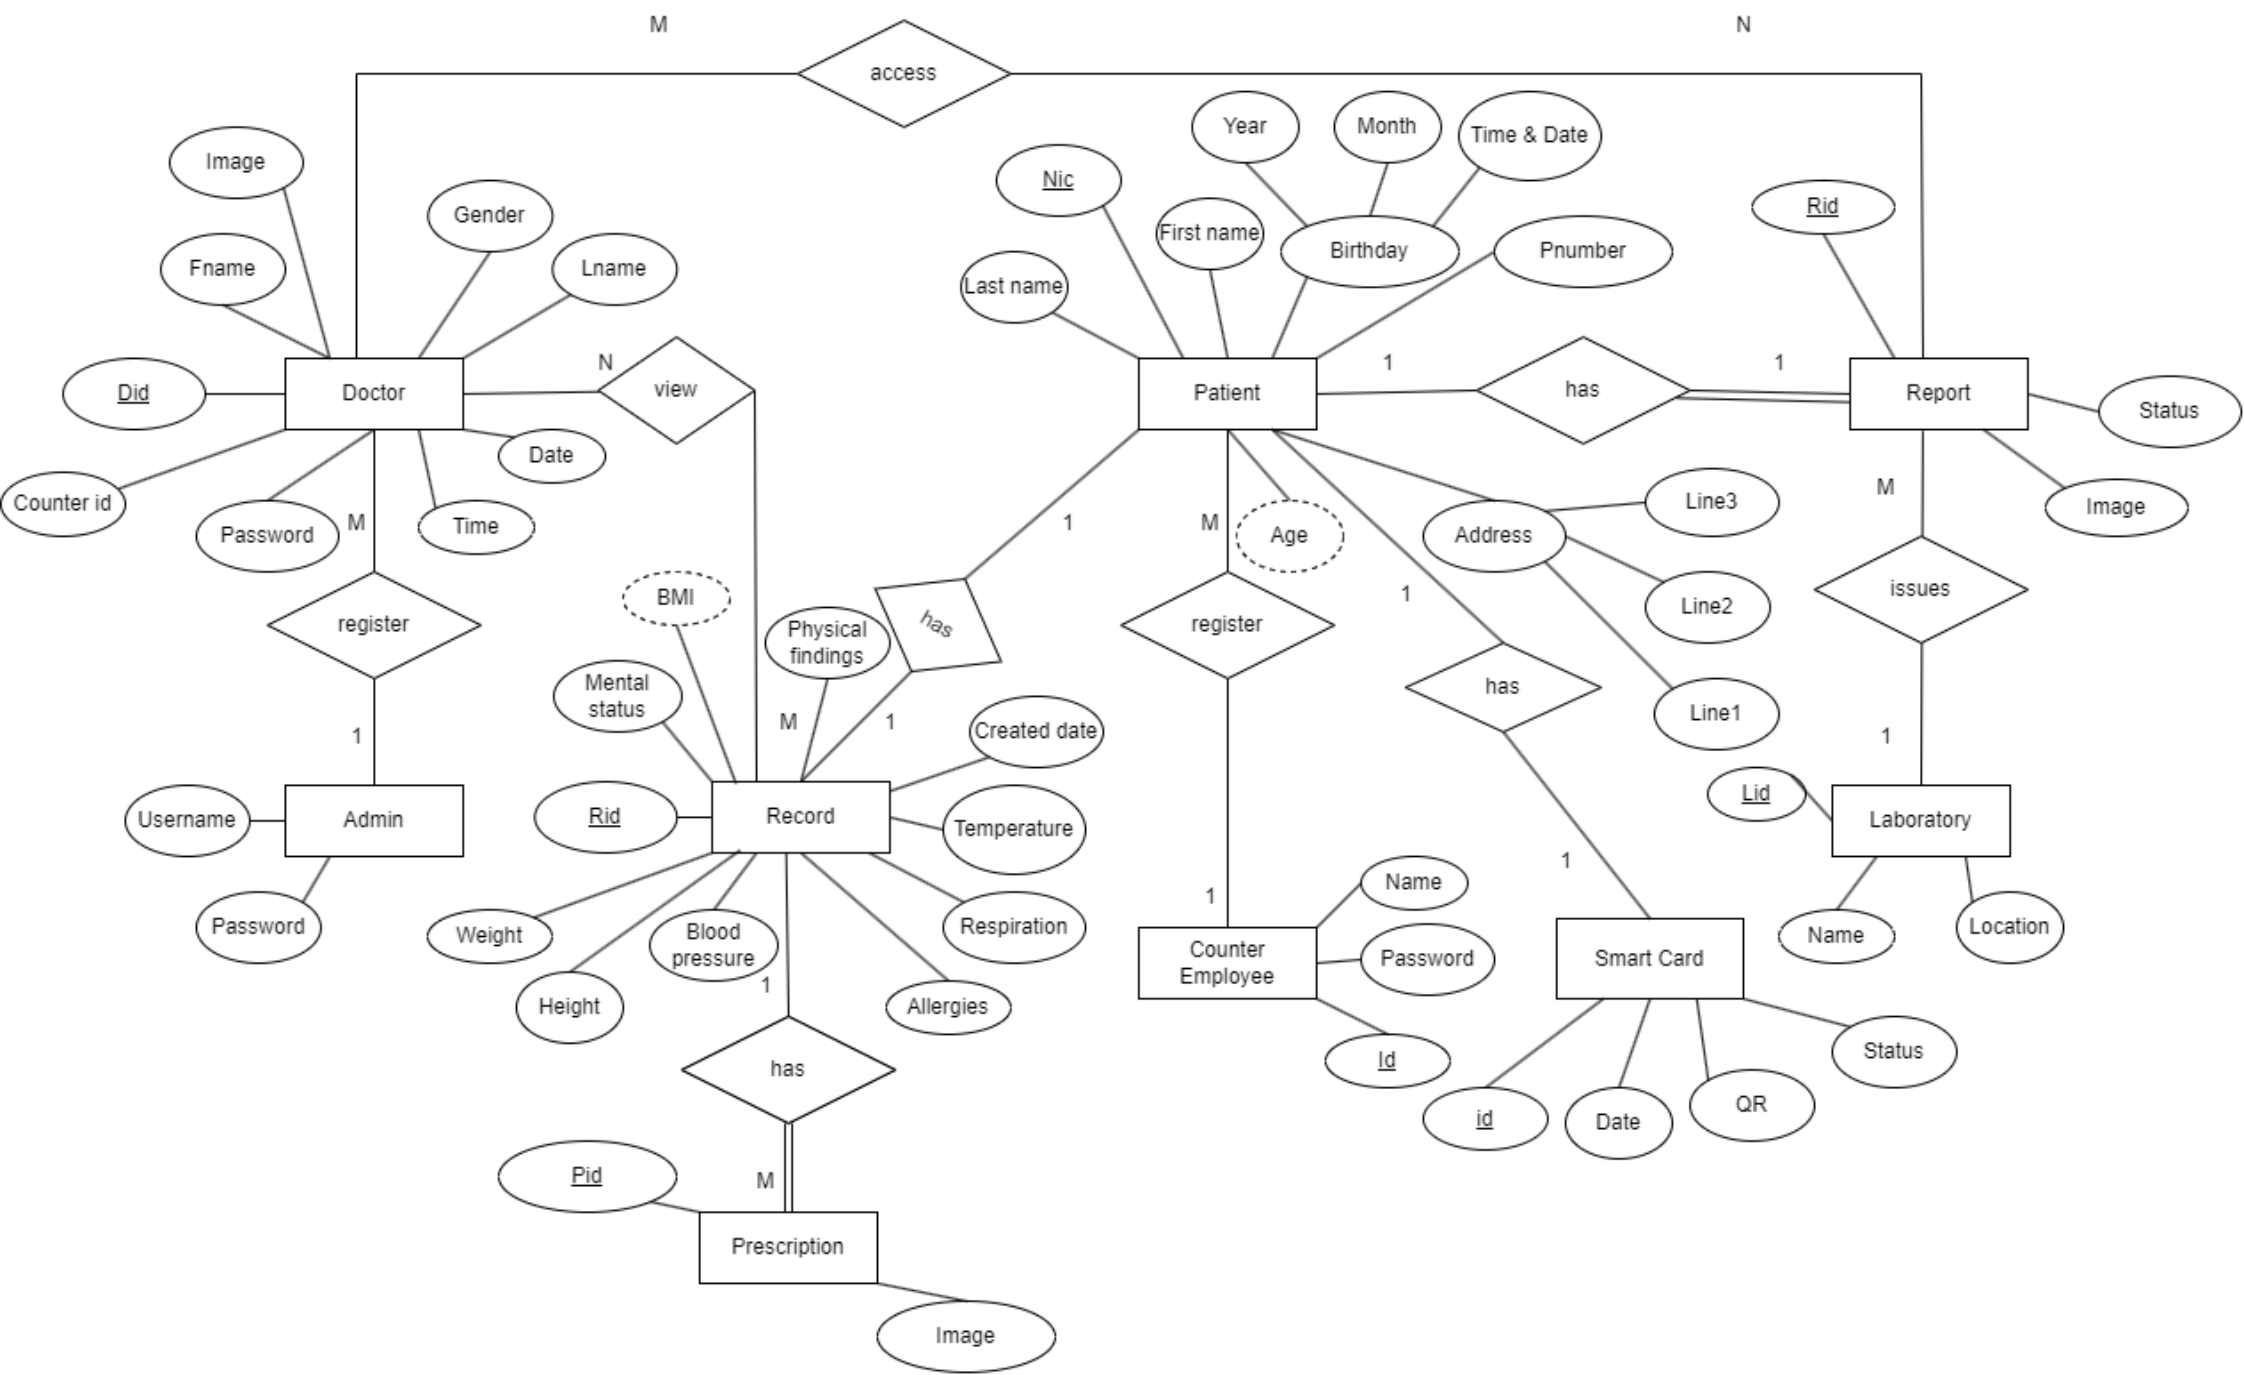 M
N
access
Year
Month
Time & Date
Image
Nic
Gender
First name
Rid
Fname
Lname
Birthday
Pnumber
Last name
N
1
1
Did
Doctor
view
Patient
has
Report
Status
Date
Counter id
Password
M
Time
1
M
Age
Address
Line3
M
Image
BMI
1
Line2
issues
register
Physical
findings
has
register
Mental
status
has
Line1
M
1
Created date
1
1
Username
Admin
Rid
Record
Temperature
Lid
Laboratory
1
Password
Weight
Blood
pressure
Respiration
1
Name
Name
Location
Counter
Employee
Password
Smart Card
1
Height
Allergies
Id
Status
has
id
Date
QR
Pid
M
Prescription
Image